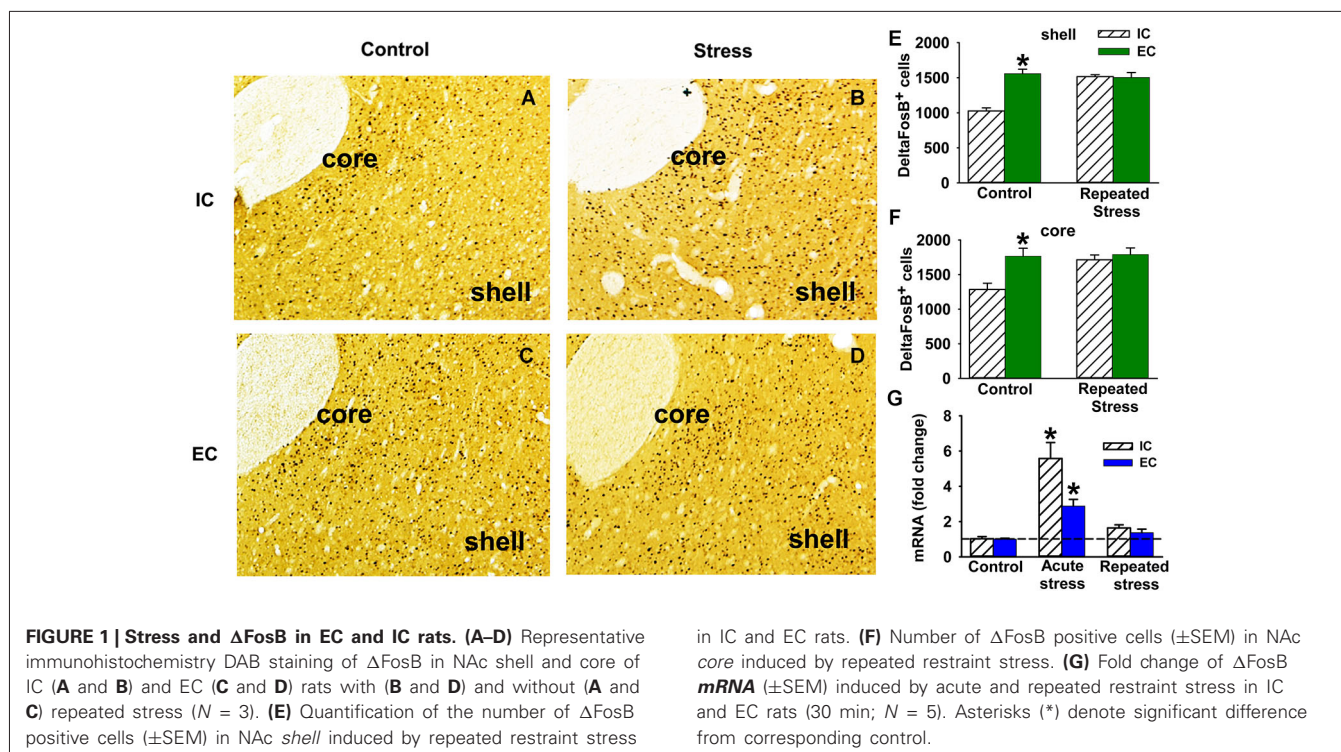 Control
Stress
IC
EC
A
core
shell
B
core
shell
C
core
shell
D
core
shell
E
shell
IC
EC
DeltaFosB+ cells
2000
1500
1000
500
0
*
Control
Repeated
Stress
F
core
DeltaFosB+ cells
2000
1500
1000
500
0
*
Control
Repeated
Stress
G
mRNA (fold change)
8
6
4
2
0
*
*
IC
EC
Control
Acute
stress
Repeated
stress
FIGURE 1 | Stress and ΔFosB in EC and IC rats. (A–D) Representative
immunohistochemistry DAB staining of ΔFosB in NAc shell and core of
IC (A and B) and EC (C and D) rats with (B and D) and without (A and
C) repeated stress (N = 3). (E) Quantification of the number of ΔFosB
positive cells (±SEM) in NAc shell induced by repeated restraint stress
in IC and EC rats. (F) Number of ΔFosB positive cells (±SEM) in NAc
core induced by repeated restraint stress. (G) Fold change of ΔFosB
mRNA (±SEM) induced by acute and repeated restraint stress in IC
and EC rats (30 min; N = 5). Asterisks (*) denote significant difference
from corresponding control.